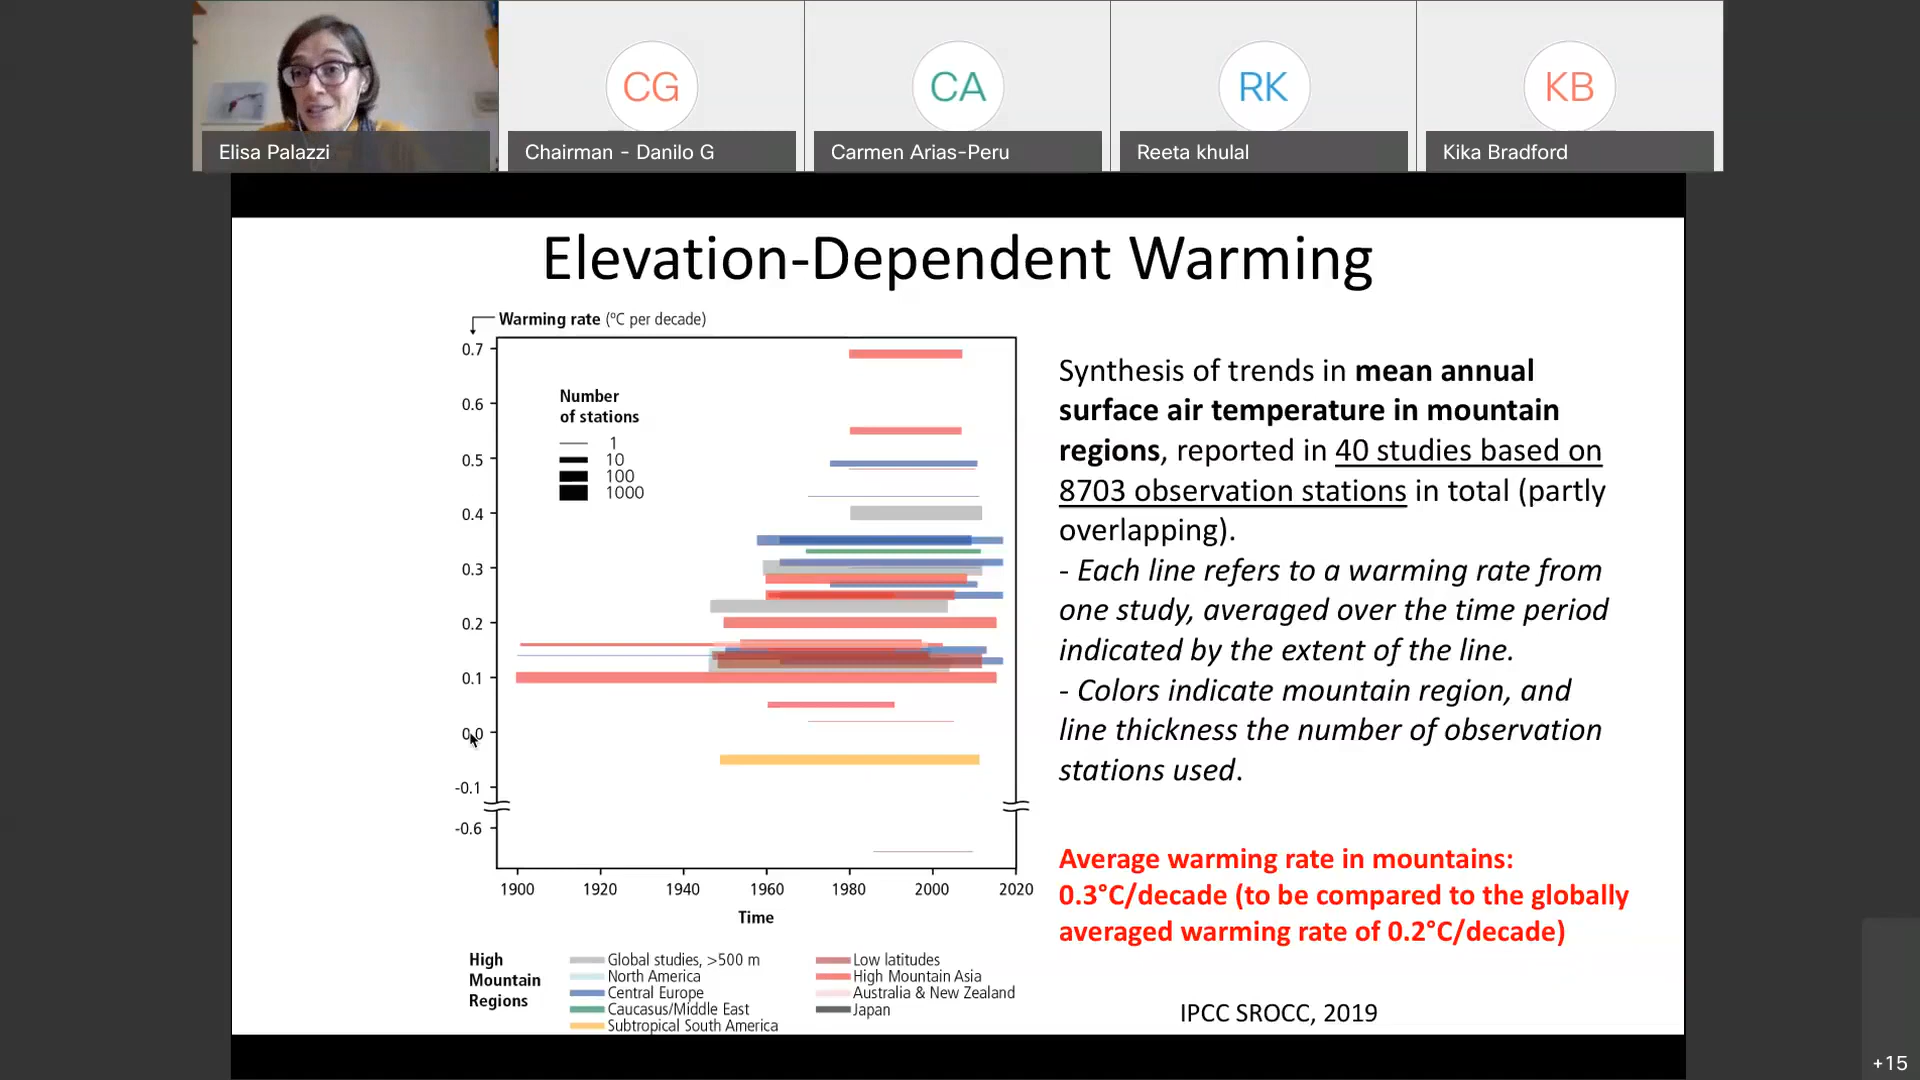 CG
CA
RK
KB
Elisa Palazzi
Chairman - Danilo G
Carmen Arias-Peru
Reeta khulal
Kika Bradford
Elevation-Dependent Warming
Warming rate (°C per decade)
0.7
0.6
0.5
0.4
0.3
0.2
0.1
0.0
-0.1
-0.6
Number
of stations
1
10
100
1000
1900
1920
1940
1960
1980
2000
2020
Time
High
Mountain
Regions
Global studies, >500 m
North America
Central Europe
Caucasus/Middle East
Subtropical South America
Low latitudes
High Mountain Asia
Australia & New Zealand
Japan
Synthesis of trends in mean annual
surface air temperature in mountain
regions, reported in 40 studies based on
8703 observation stations in total (partly
overlapping).
- Each line refers to a warming rate from
one study, averaged over the time period
indicated by the extent of the line.
- Colors indicate mountain region, and
line thickness the number of observation
stations used.
Average warming rate in mountains:
0.3°C/decade (to be compared to the globally
averaged warming rate of 0.2°C/decade)
IPCC SROCC, 2019
+15